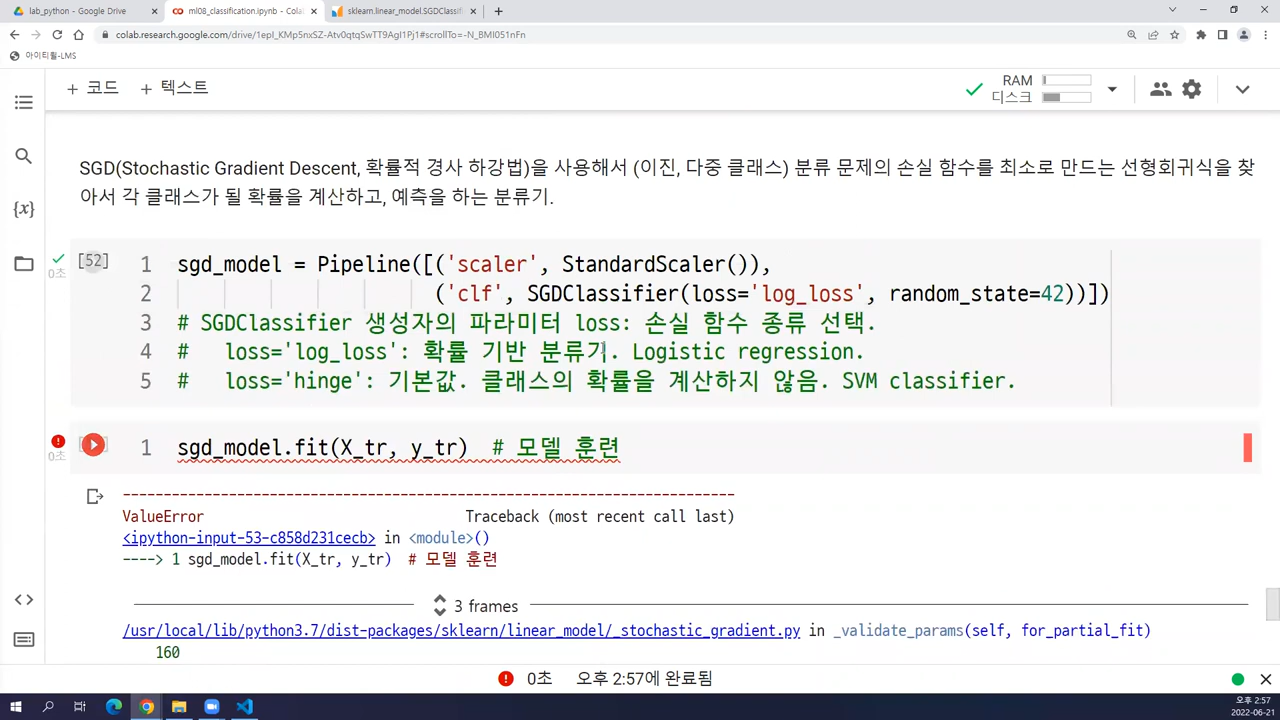 lab_python - Google Drive
ml08_classification.ipynb - Colab
sklearn.linear_model.SGDClassif
colab.research.google.com/drive/1epI_KMp5nxSZ-Atv0qtqSwTT9AgI1Pj1#scrollTo=-N_BMI051nFn
아이티윌-LMS
+ 코드 + 텍스트
RAM
디스크
SGD(Stochastic Gradient Descent, 확률적 경사 하강법)을 사용해서 (이진, 다중 클래스) 분류 문제의 손실 함수를 최소로 만드는 선형회귀식을 찾
아서 각 클래스가 될 확률을 계산하고, 예측을 하는 분류기.
0초
[52]
1 sgd_model = Pipeline([('scaler', StandardScaler()),
2 ('clf', SGDClassifier(loss='log_loss', random_state=42))])
3 # SGDClassifier 생성자의 파라미터 loss: 손실 함수 종류 선택.
4 # loss='log_loss': 확률 기반 분류기. Logistic regression.
5 # loss='hinge': 기본값. 클래스의 확률을 계산하지 않음. SVM classifier.
0초
1 sgd_model.fit(X_tr, y_tr) # 모델 훈련
---------------------------------------------------------------------------
ValueError Traceback (most recent call last)
<ipython-input-53-c858d231cecb> in <module>()
----> 1 sgd_model.fit(X_tr, y_tr) # 모델 훈련
3 frames
/usr/local/lib/python3.7/dist-packages/sklearn/linear_model/_stochastic_gradient.py in _validate_params(self, for_partial_fit)
160
0초 오후 2:57에 완료됨
오후 2:57
2022-06-21